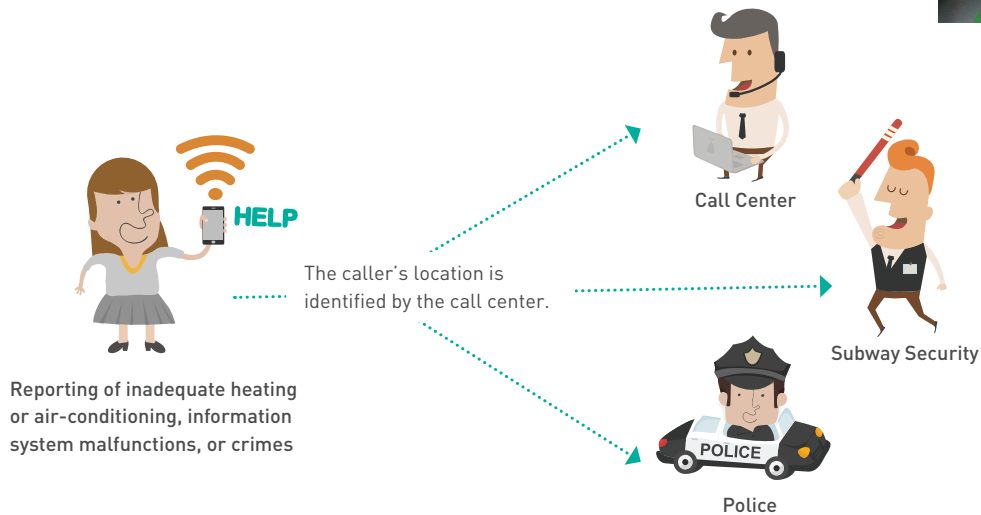 HELP
The caller’s location is
identified by the call center.
Reporting of inadequate heating
or air-conditioning, information
system malfunctions, or crimes
Call Center
Subway Security
POLICE
Police